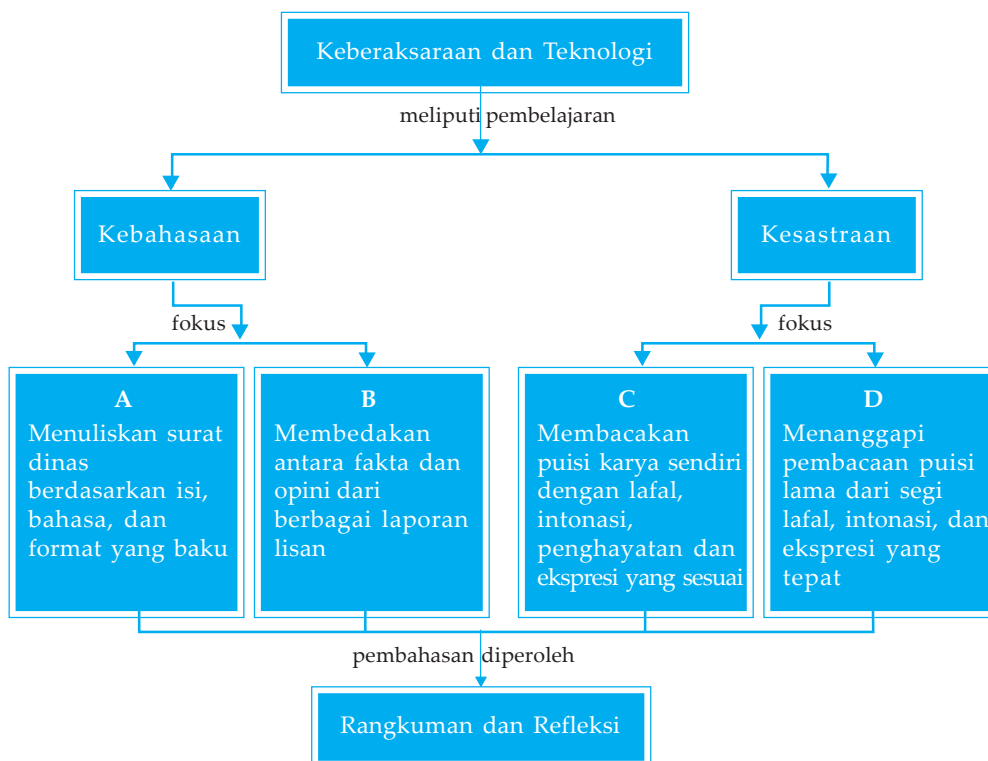 Keberaksaraan dan Teknologi
meliputi pembelajaran
Kebahasaan
Kesastraan
fokus
fokus
A
Menuliskan surat
dinas
berdasarkan isi,
bahasa, dan
format yang baku
B
Membedakan
antara fakta dan
opini dari
berbagai laporan
lisan
C
Membacakan
puisi karya sendiri
dengan lafal,
intonasi,
penghayatan dan
ekspresi yang sesuai
D
Menanggapi
pembacaan puisi
lama dari segi
lafal, intonasi, dan
ekspresi yang
tepat
pembahasan diperoleh
Rangkuman dan Refleksi